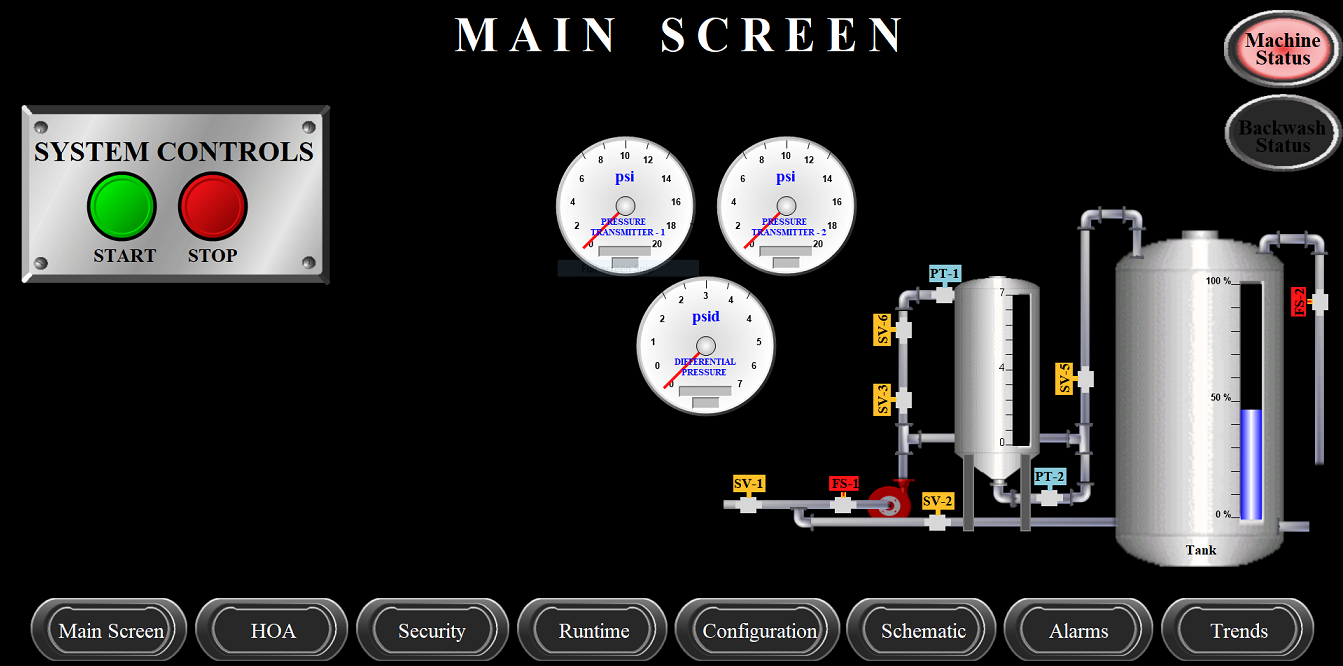 MAIN SCREEN
Machine
Status
Backwash
Status
SYSTEM CONTROLS
START
STOP
0 2 4 6 8 10 12 14 16 18 20
psi
PRESSURE
TRANSMITTER - 1
0 2 4 6 8 10 12 14 16 18 20
psi
PRESSURE
TRANSMITTER - 2
0 0 1 2 2 3 4 4 5 6 7
psid
DIFFERENTIAL
PRESSURE
PT-1
SV-6
SV-3
7
4
0
SV-5
100 %
50 %
0 %
FS-2
SV-1
FS-1
SV-2
PT-2
Tank
Main Screen
HOA
Security
Runtime
Configuration
Schematic
Alarms
Trends